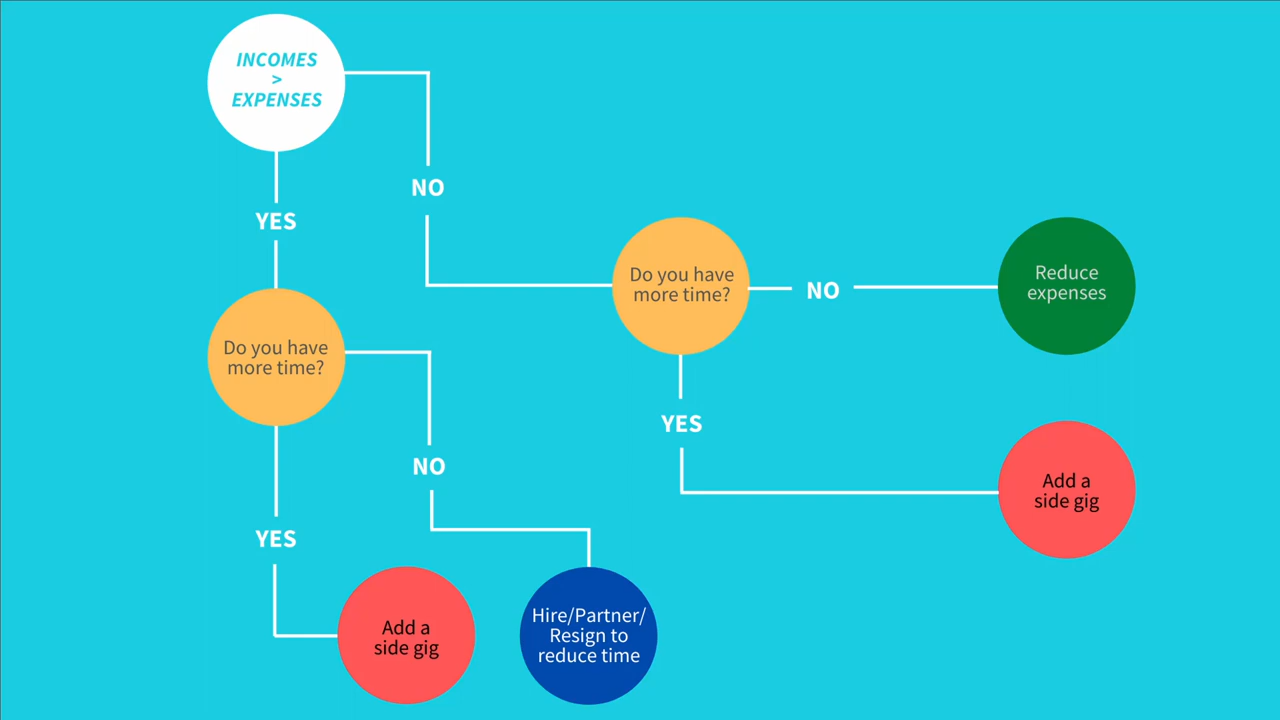 INCOMES
>
EXPENSES
NO
YES
Do you have
more time?
NO
Reduce
expenses
Do you have
more time?
YES
NO
Add a
side gig
YES
Add a
side gig
Hire/Partner/
Resign to
reduce time